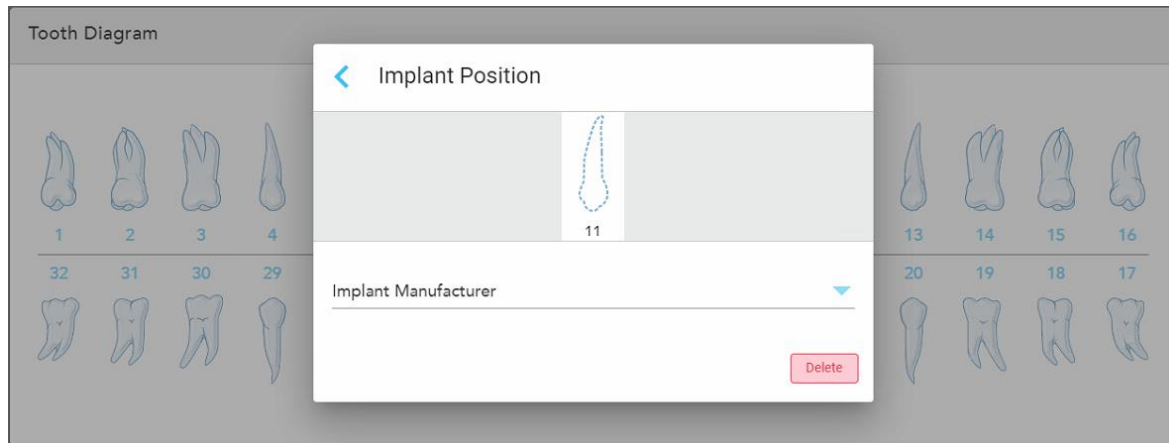 Tooth Diagram
Implant Position
11
1 2 3 4 13 14 15 16
32 31 30 29 20 19 18 17
Implant Manufacturer
Delete